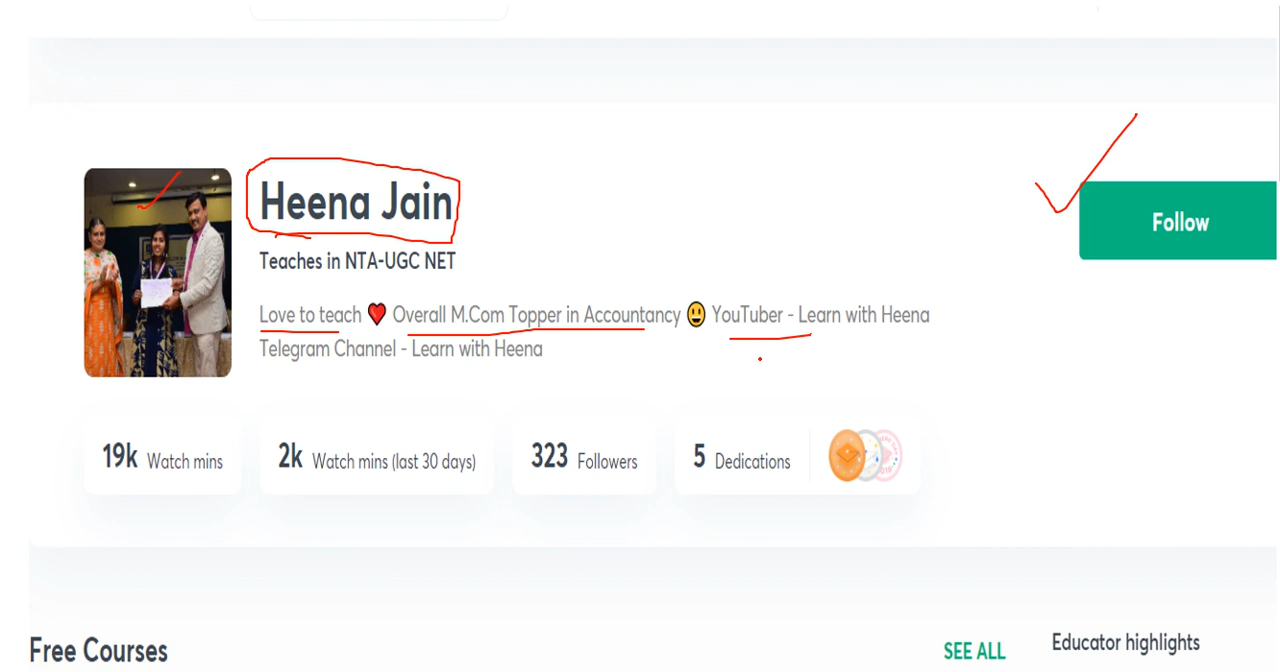 Heena Jain
Follow
Teaches in NTA-UGC NET
Love to teach ❤️ Overall M.Com Topper in Accountancy 😃 YouTuber - Learn with Heena
Telegram Channel - Learn with Heena
19k Watch mins
2k Watch mins (last 30 days)
323 Followers
5 Dedications
Free Courses
SEE ALL
Educator highlights